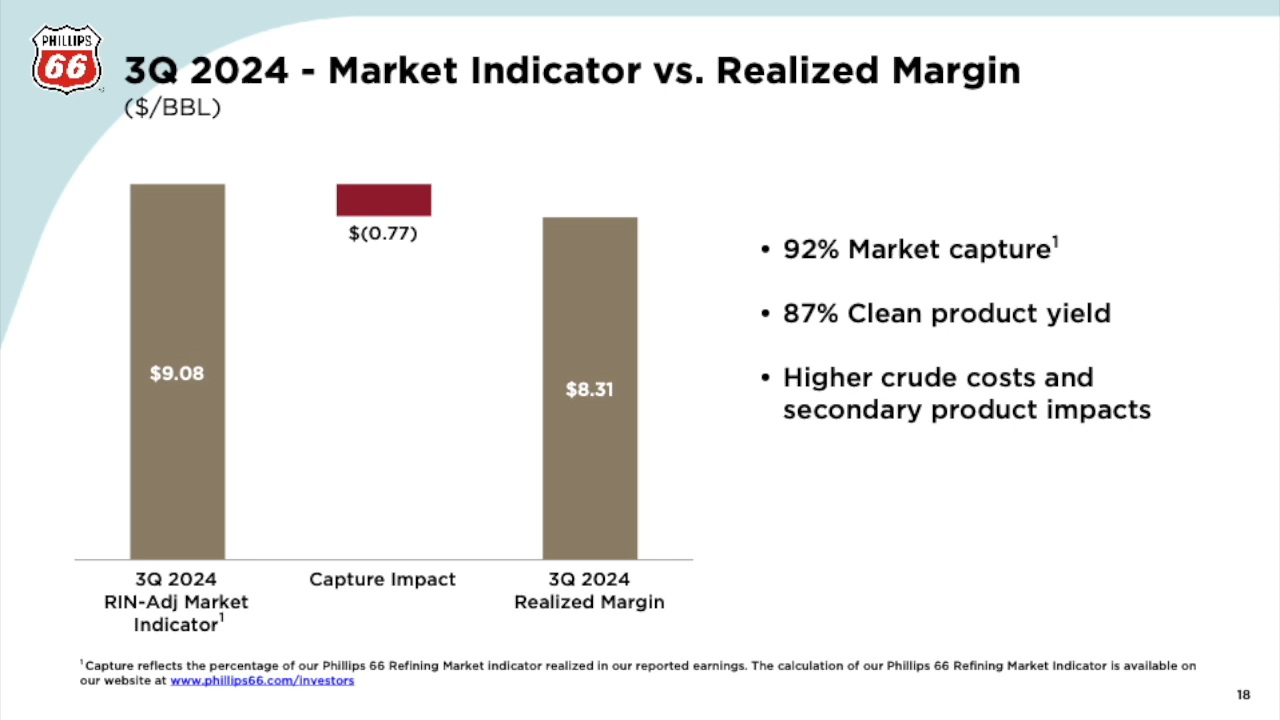 PHILLIPS
66
3Q 2024 - Market Indicator vs. Realized Margin
($/BBL)
$9.08
$(0.77)
$8.31
3Q 2024
RIN-Adj Market
Indicator1
Capture Impact
3Q 2024
Realized Margin
• 92% Market capture1
• 87% Clean product yield
• Higher crude costs and
secondary product impacts
1 Capture reflects the percentage of our Phillips 66 Refining Market indicator realized in our reported earnings. The calculation of our Phillips 66 Refining Market Indicator is available on
our website at www.phillips66.com/investors
18